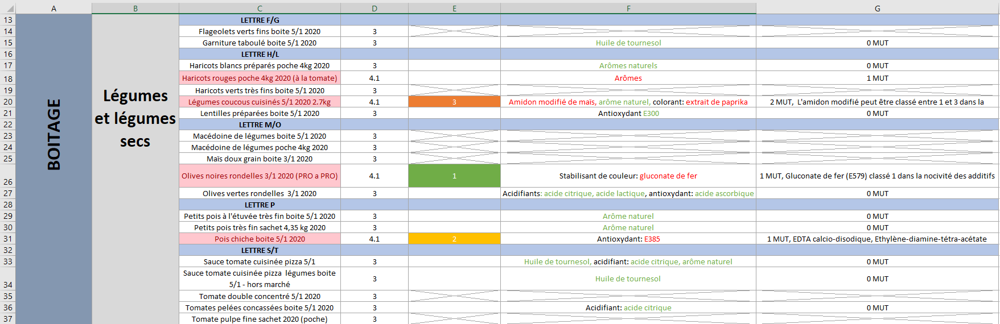 A B C D E F G
13 LETTRE F/G
14 Flageolets verts fins boite 5/1 2020 3
15 Garniture taboulé boite 5/1 2020 3 Huile de tournesol 0 MUT
16 LETTRE H/L
17 Haricots blancs préparés poche 4kg 2020 3 Arômes naturels 0 MUT
18 Haricots rouges poche 4kg 2020 (à la tomate) 4.1 Arômes 1 MUT
19 Haricots verts très fins boite 5/1 2020 3
20 Légumes coucous cuisinés 5/1 2020 2.7kg 4.1 3 Amidon modifié de maïs, arôme naturel, colorant: extrait de paprika 2 MUT, L'amidon modifié peut être classé entre 1 et 3 dans la
21 Lentilles préparées boite 5/1 2020 3 Antioxydant E300 0 MUT
22 LETTRE M/O
23 Macédoine de légumes boite 5/1 2020 3
24 Macédoine de légumes poche 4kg 2020 3
25 Maïs doux grain boite 3/1 2020 3
26 Olives noires rondelles 3/1 2020 (PRO a PRO) 4.1 1 Stabilisant de couleur: gluconate de fer 1 MUT, Gluconate de fer (E579) classé 1 dans la nocivité des additifs
27 Olives vertes rondelles 3/1 2020 3 Acidifiants: acide citrique, acide lactique, antioxydant: acide ascorbique 0 MUT
28 LETTRE P
29 Petits pois à l'étuvée très fin boite 5/1 2020 3 Arôme naturel 0 MUT
30 Petits pois très fin sachet 4,35 kg 2020 3 Arôme naturel 0 MUT
31 Pois chiche boite 5/1 2020 4.1 2 Antioxydant: E385 1 MUT, EDTA calcio-disodique, Ethylène-diamine-tétra-acétate
32 LETTRE S/T
33 Sauce tomate cuisinée pizza 5/1 3 Huile de tournesol, acidifiant: acide citrique, arôme naturel 0 MUT
34 Sauce tomate cuisinée pizza légumes boite
5/1 - hors marché 3 Huile de tournesol 0 MUT
35 Tomate double concentré 5/1 2020 3
36 Tomates pelées concassées boite 5/1 2020 3 Acidifiant: acide citrique 0 MUT
37 Tomate pulpe fine sachet 2020 (poche) 3
BOITAGE
Légumes
et légumes
secs